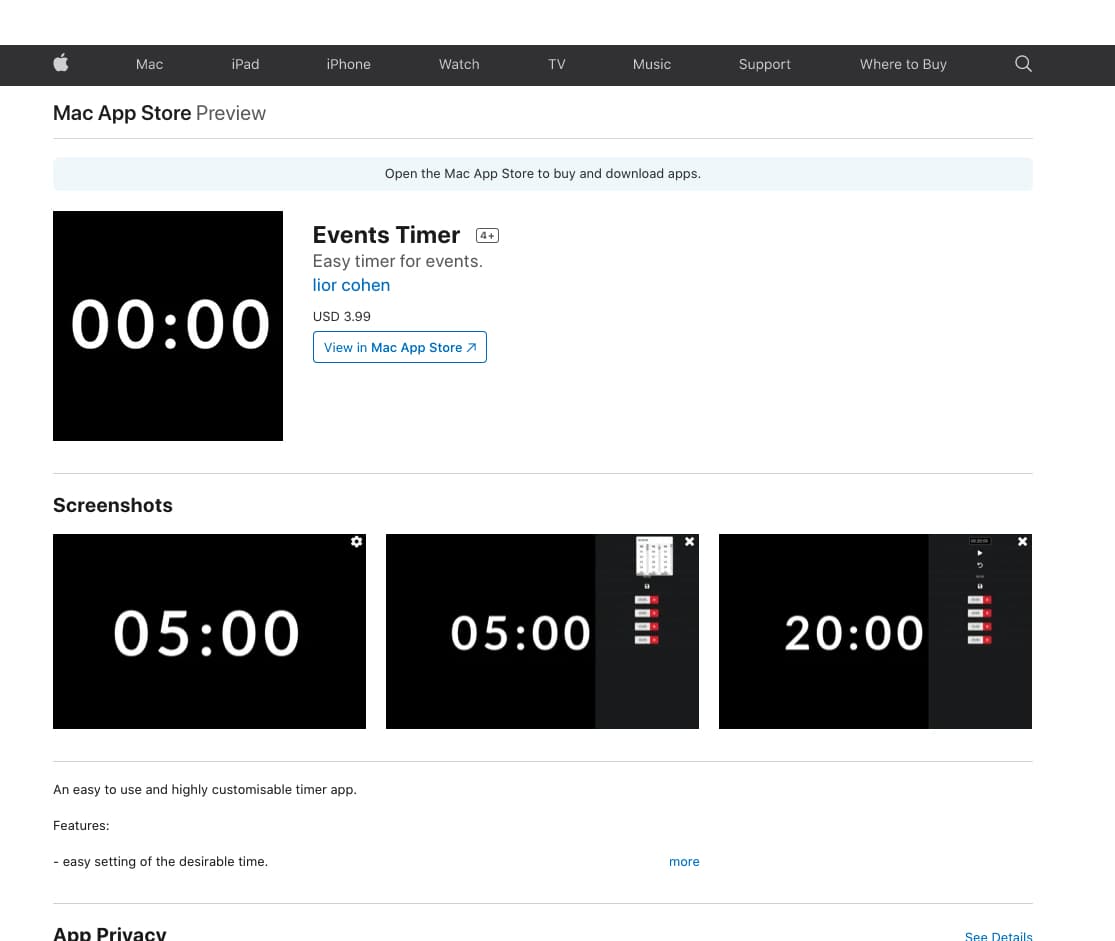 Mac iPad iPhone Watch TV Music Support Where to Buy
Mac App Store Preview
Open the Mac App Store to buy and download apps.
00:00
Events Timer 4+
Easy timer for events.
lior cohen
USD 3.99
View in Mac App Store ↗
Screenshots
05:00
05:00
20:00
An easy to use and highly customisable timer app.
Features:
- easy setting of the desirable time.
more
App Privacy
See Details